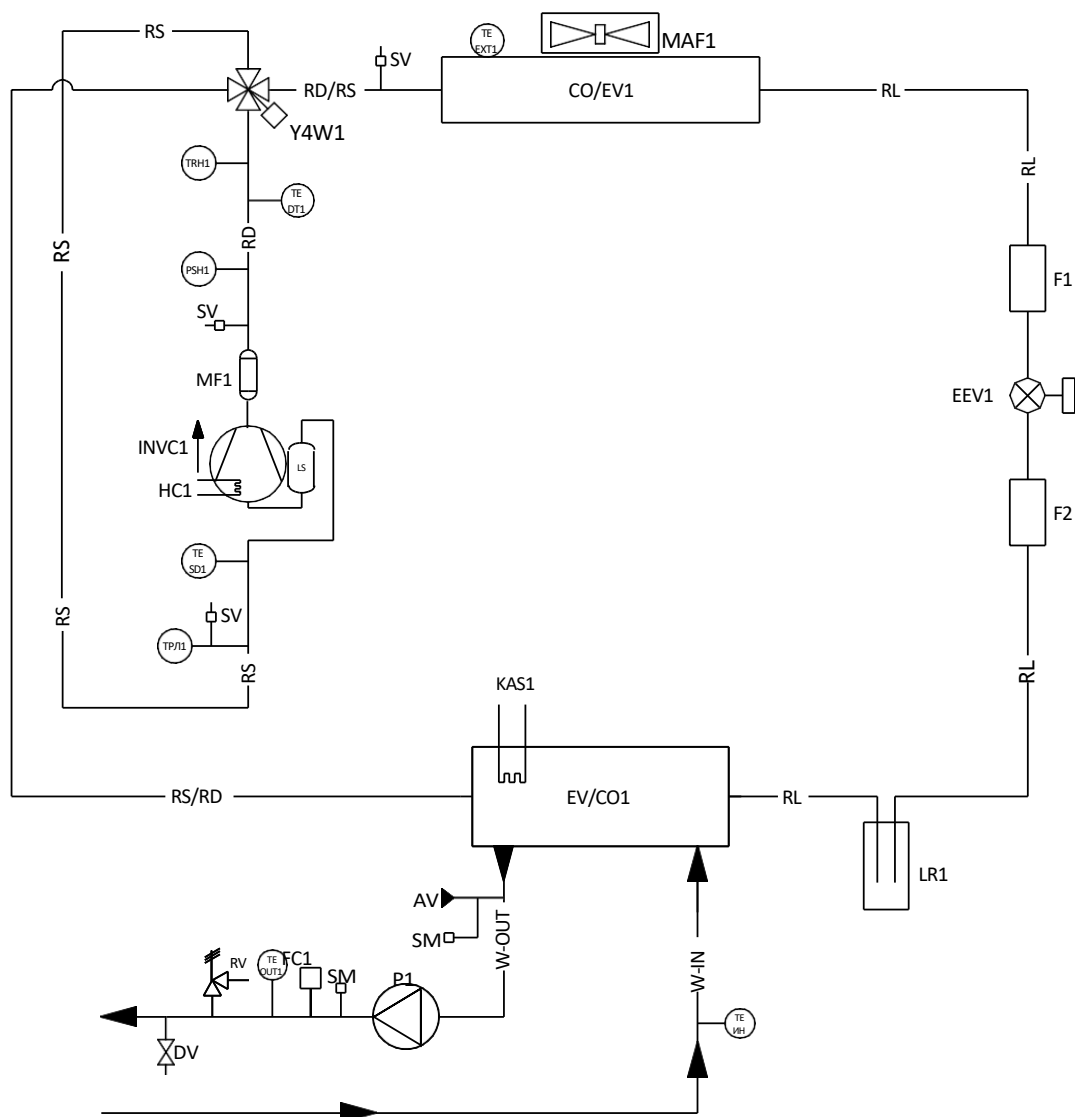 RS
MAF1
TE
EXT1
SV
RD/RS
CO/EV1
RL
Y4W1
TRH1
RL
TE
DT1
RS
RD
PSH1
F1
SV
MF1
EEV1
INVC1
LS
HC1
F2
TE
SD1
RS
SV
ТРЛ1
RS
RL
KAS1
RS/RD
EV/CO1
RL
LR1
AV
SM
W-OUT
W-IN
RV
TE
OUT1
FC1
SM
P1
TE
ИН
DV